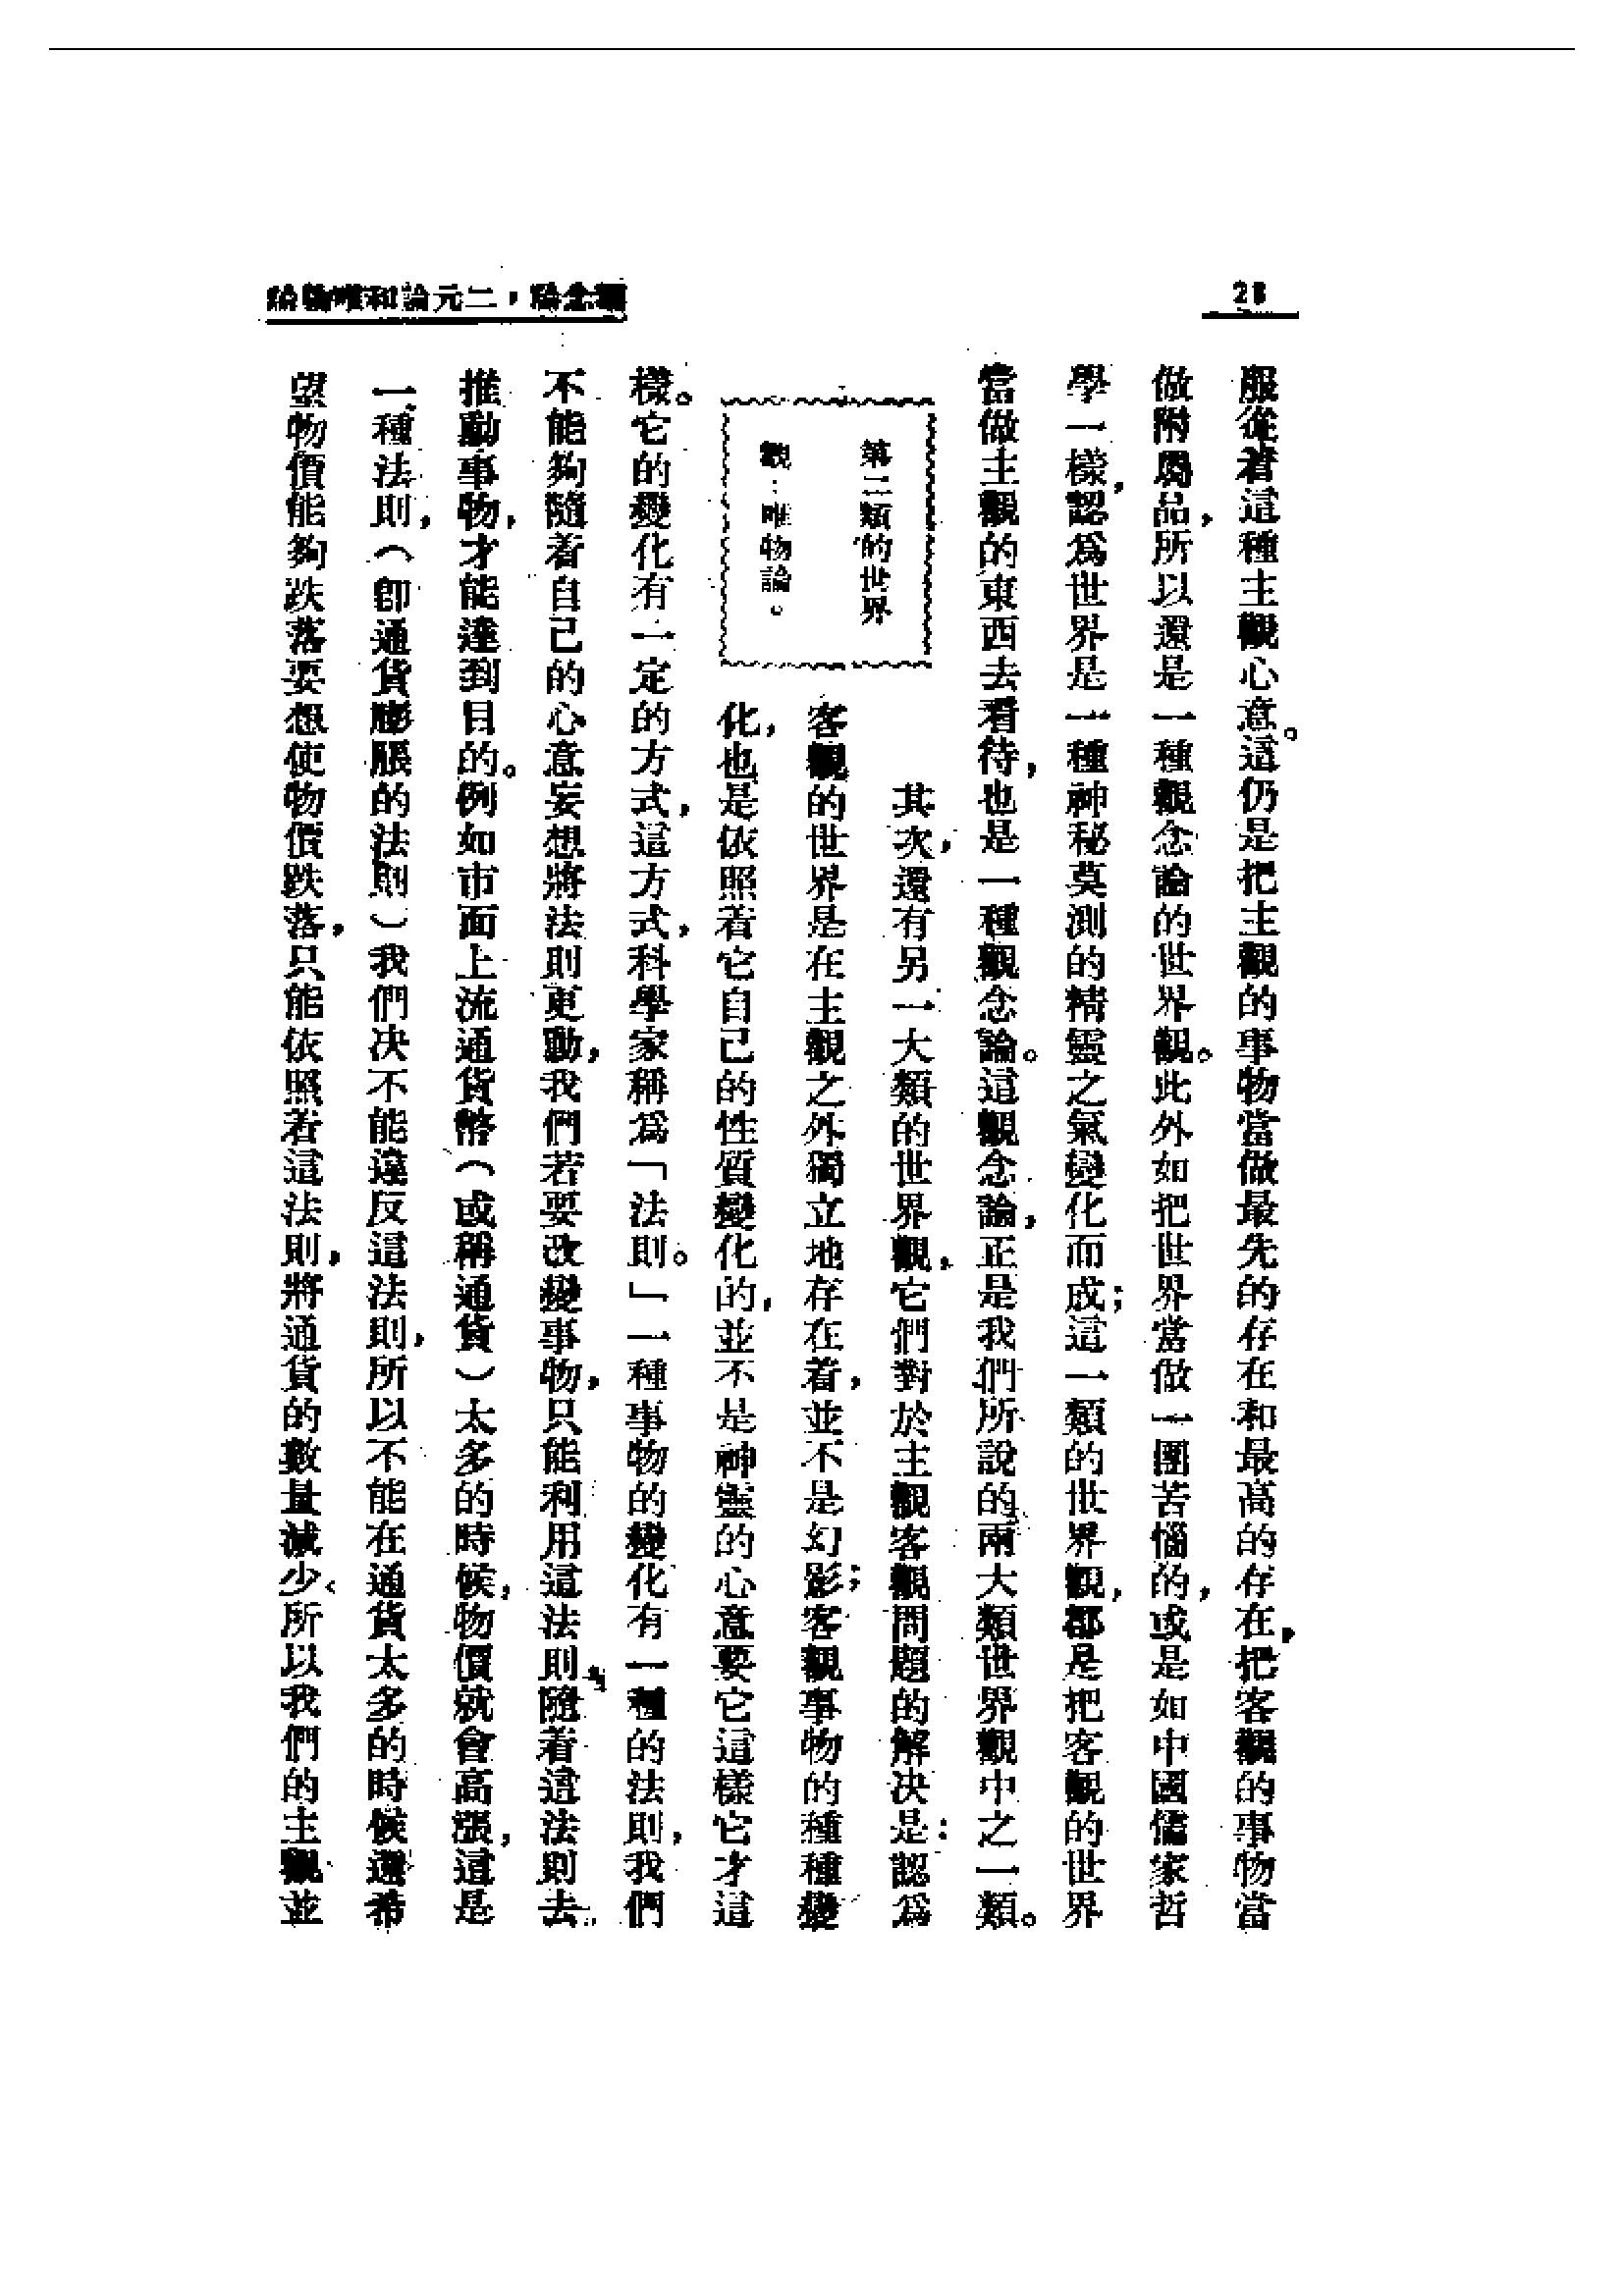 28
觀念論，二元論和唯物論
服從着這種主觀心意。這仍是把主觀的事物當做最先的存在和最高的存在，把客觀的事物當
做附屬品，所以還是一種觀念論的世界觀。此外如把世界當做一團苦惱的，或是如中國儒家哲
學一樣，認爲世界是一種神秘莫測的精靈之氣變化而成；這一類的世界觀，都是把客觀的世界
當做主觀的東西去看待，也是一種觀念論。這觀念論，正是我們所說的兩大類世界觀中之一類。
其次，還有另一大類的世界觀，它們對於主觀客觀問題的解决是：認爲
第二類的世界
觀：唯物論。
客觀的世界是在主觀之外獨立地存在着，並不是幻影；客觀事物的種種變
化，也是依照着它自己的性質變化的，並不是神靈的心意要它這樣它才這
樣。它的變化有一定的方式，這方式，科學家稱爲「法則。」一種事物的變化有一種的法則，我們
不能夠隨着自己的心意妄想將法則更動，我們若要改變事物，只能利用這法則，隨着這法則去
推動事物，才能達到目的。例如市面上流通貨幣（或稱通貨）太多的時候，物價就會高漲，這是
一種法則，（卽通貨膨脹的法則）我們决不能違反這法則，所以不能在通貨太多的時候還希
望物價能夠跌落要想使物價跌落，只能依照着這法則，將通貨的數量減少。所以我們的主觀並